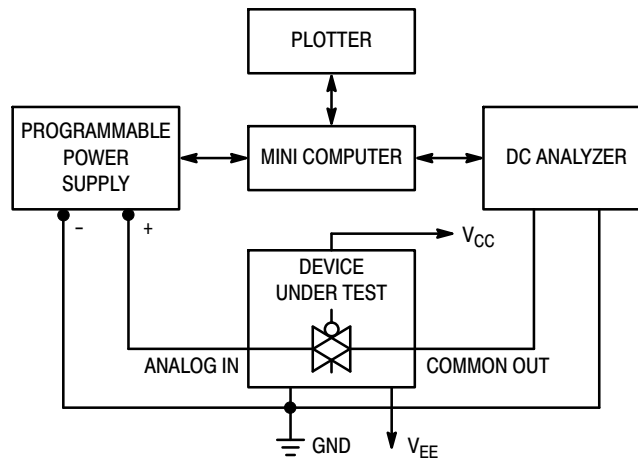 PLOTTER
PROGRAMMABLE
POWER
SUPPLY
MINI COMPUTER
DC ANALYZER
– +
VCC
DEVICE
UNDER TEST
ANALOG IN
COMMON OUT
GND
VEE